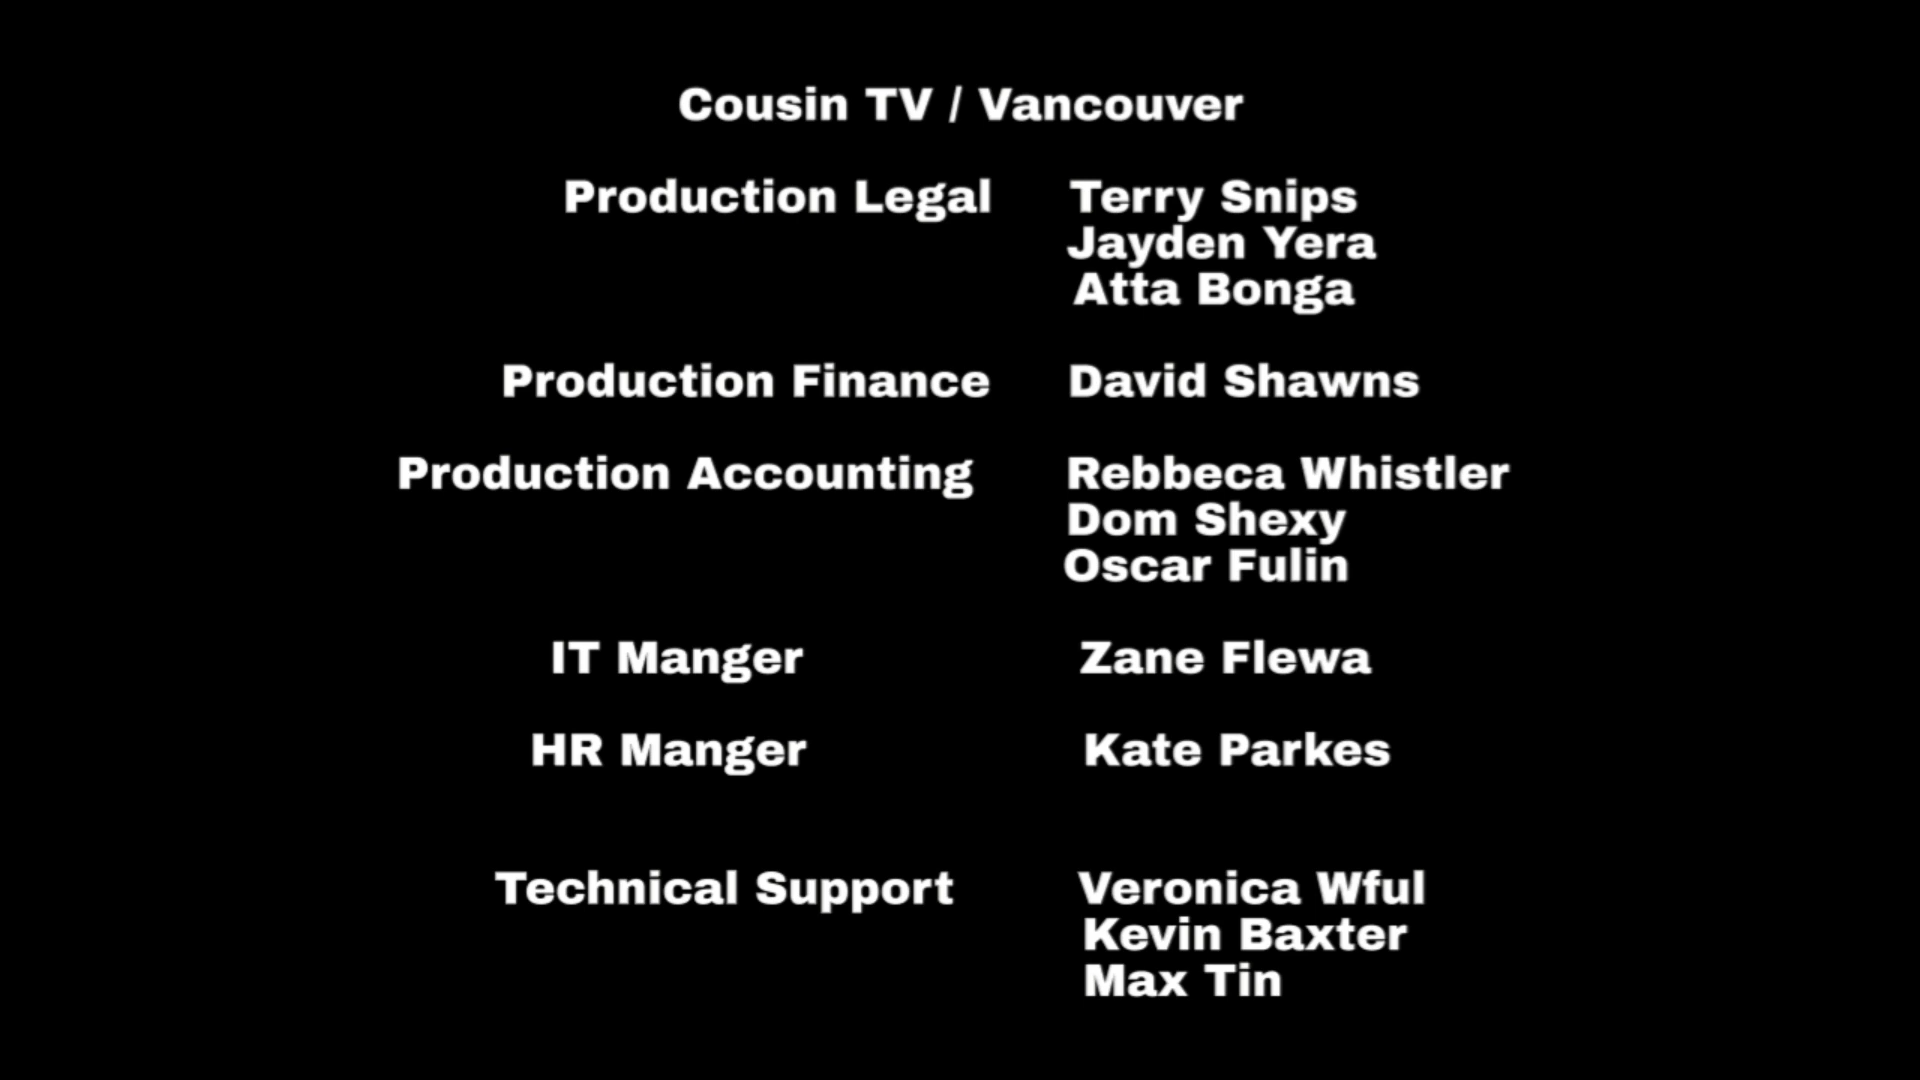 Cousin TV / Vancouver
Production Legal Terry Snips
Jayden Yera
Atta Bonga
Production Finance David Shawns
Production Accounting Rebbeca Whistler
Dom Shexy
Oscar Fulin
IT Manger Zane Flewa
HR Manger Kate Parkes
Technical Support Veronica Wful
Kevin Baxter
Max Tin